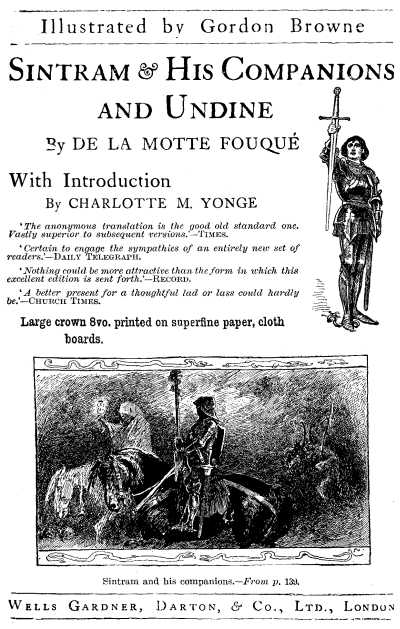 Illustrated by Gordon Browne
SINTRAM & HIS COMPANIONS
AND UNDINE
By DE LA MOTTE FOUQUÉ
With Introduction
By CHARLOTTE M. YONGE
'The anonymous translation is the good old standard one.
Vastly superior to subsequent versions.'—TIMES.
'Certain to engage the sympathies of an entirely new set of
readers.'—DAILY TELEGRAPH.
'Nothing could be more attractive than the form in which this
excellent edition is sent forth.'—RECORD.
'A better present for a thoughtful lad or lass could hardly
be.'—CHURCH TIMES.
Large crown 8vo. printed on superfine paper, cloth
boards.
Sintram and his companions.—From p. 139.
WELLS GARDNER, DARTON, & CO., LTD., LONDON